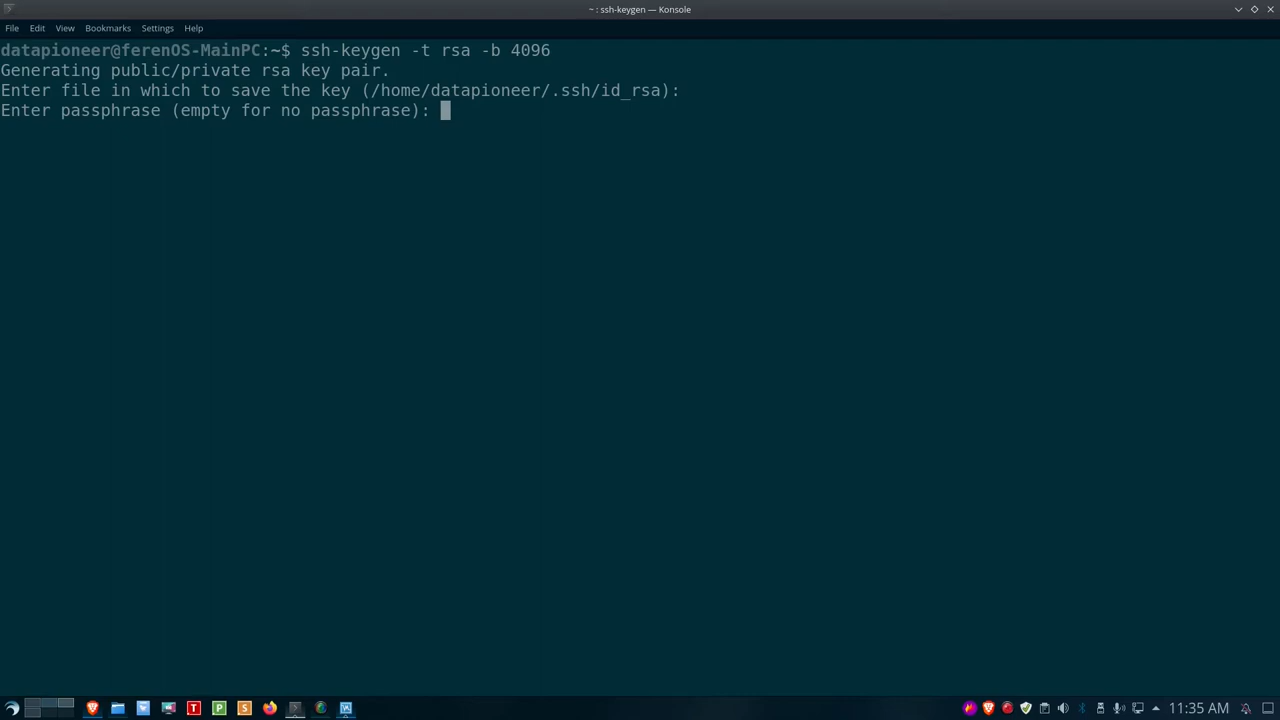 ~ : ssh-keygen — Konsole
File Edit View Bookmarks Settings Help
datapioneer@ferenOS-MainPC:~$ ssh-keygen -t rsa -b 4096
Generating public/private rsa key pair.
Enter file in which to save the key (/home/datapioneer/.ssh/id_rsa):
Enter passphrase (empty for no passphrase):
T P S 11:35 AM